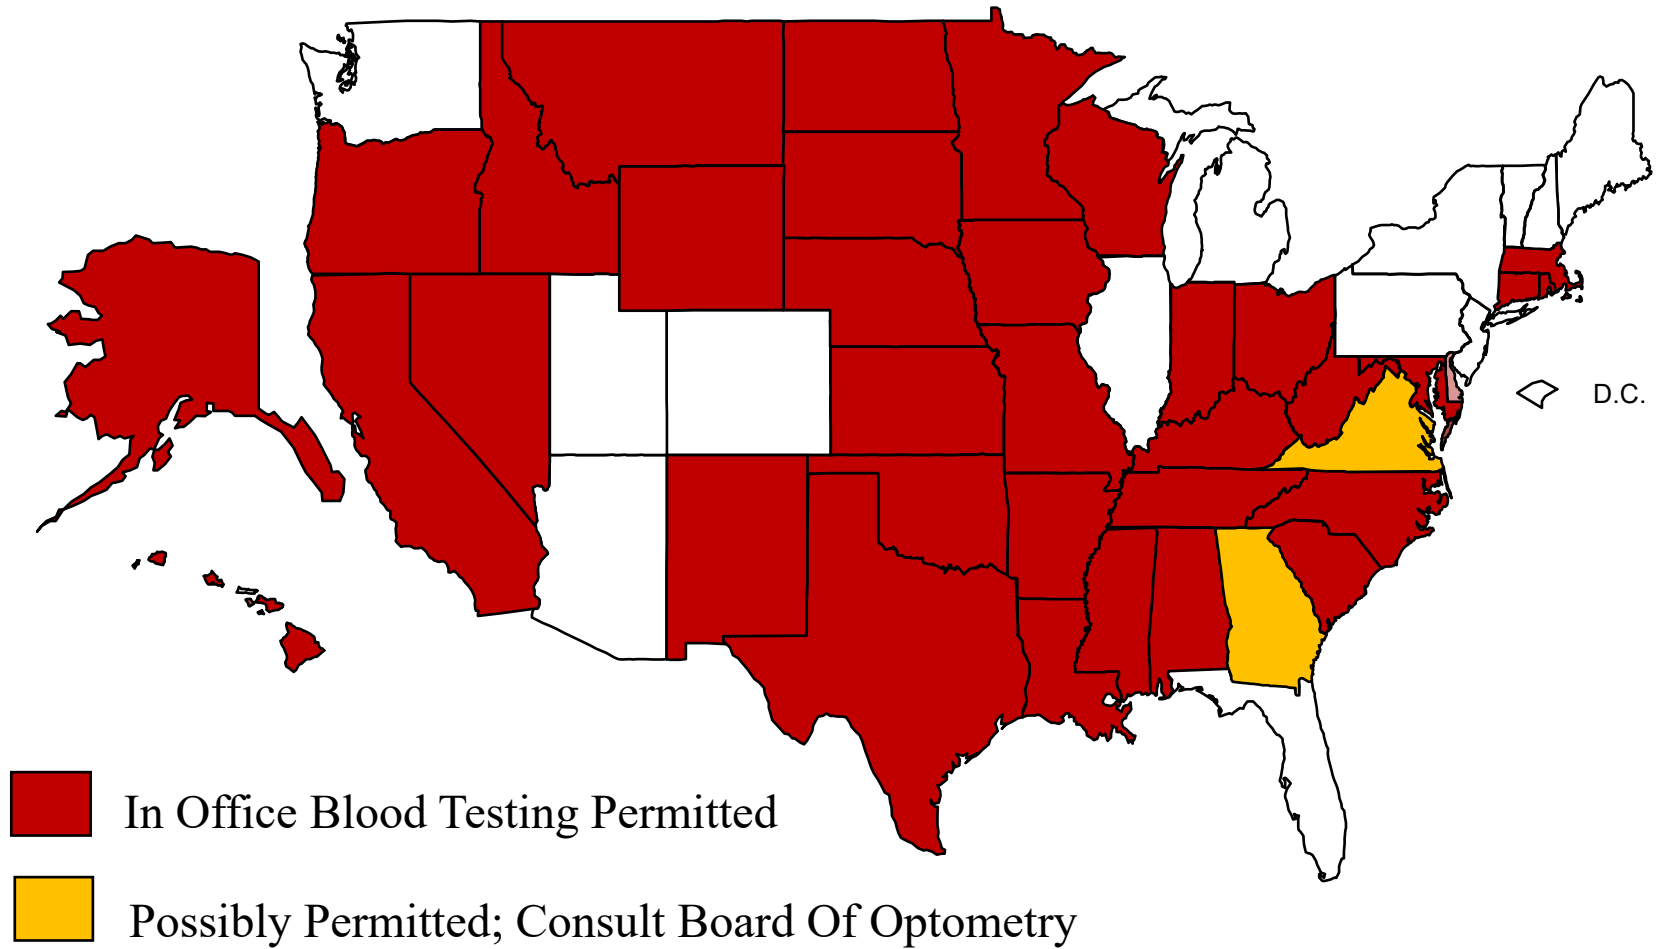 D.C.
In Office Blood Testing Permitted
Possibly Permitted; Consult Board Of Optometry